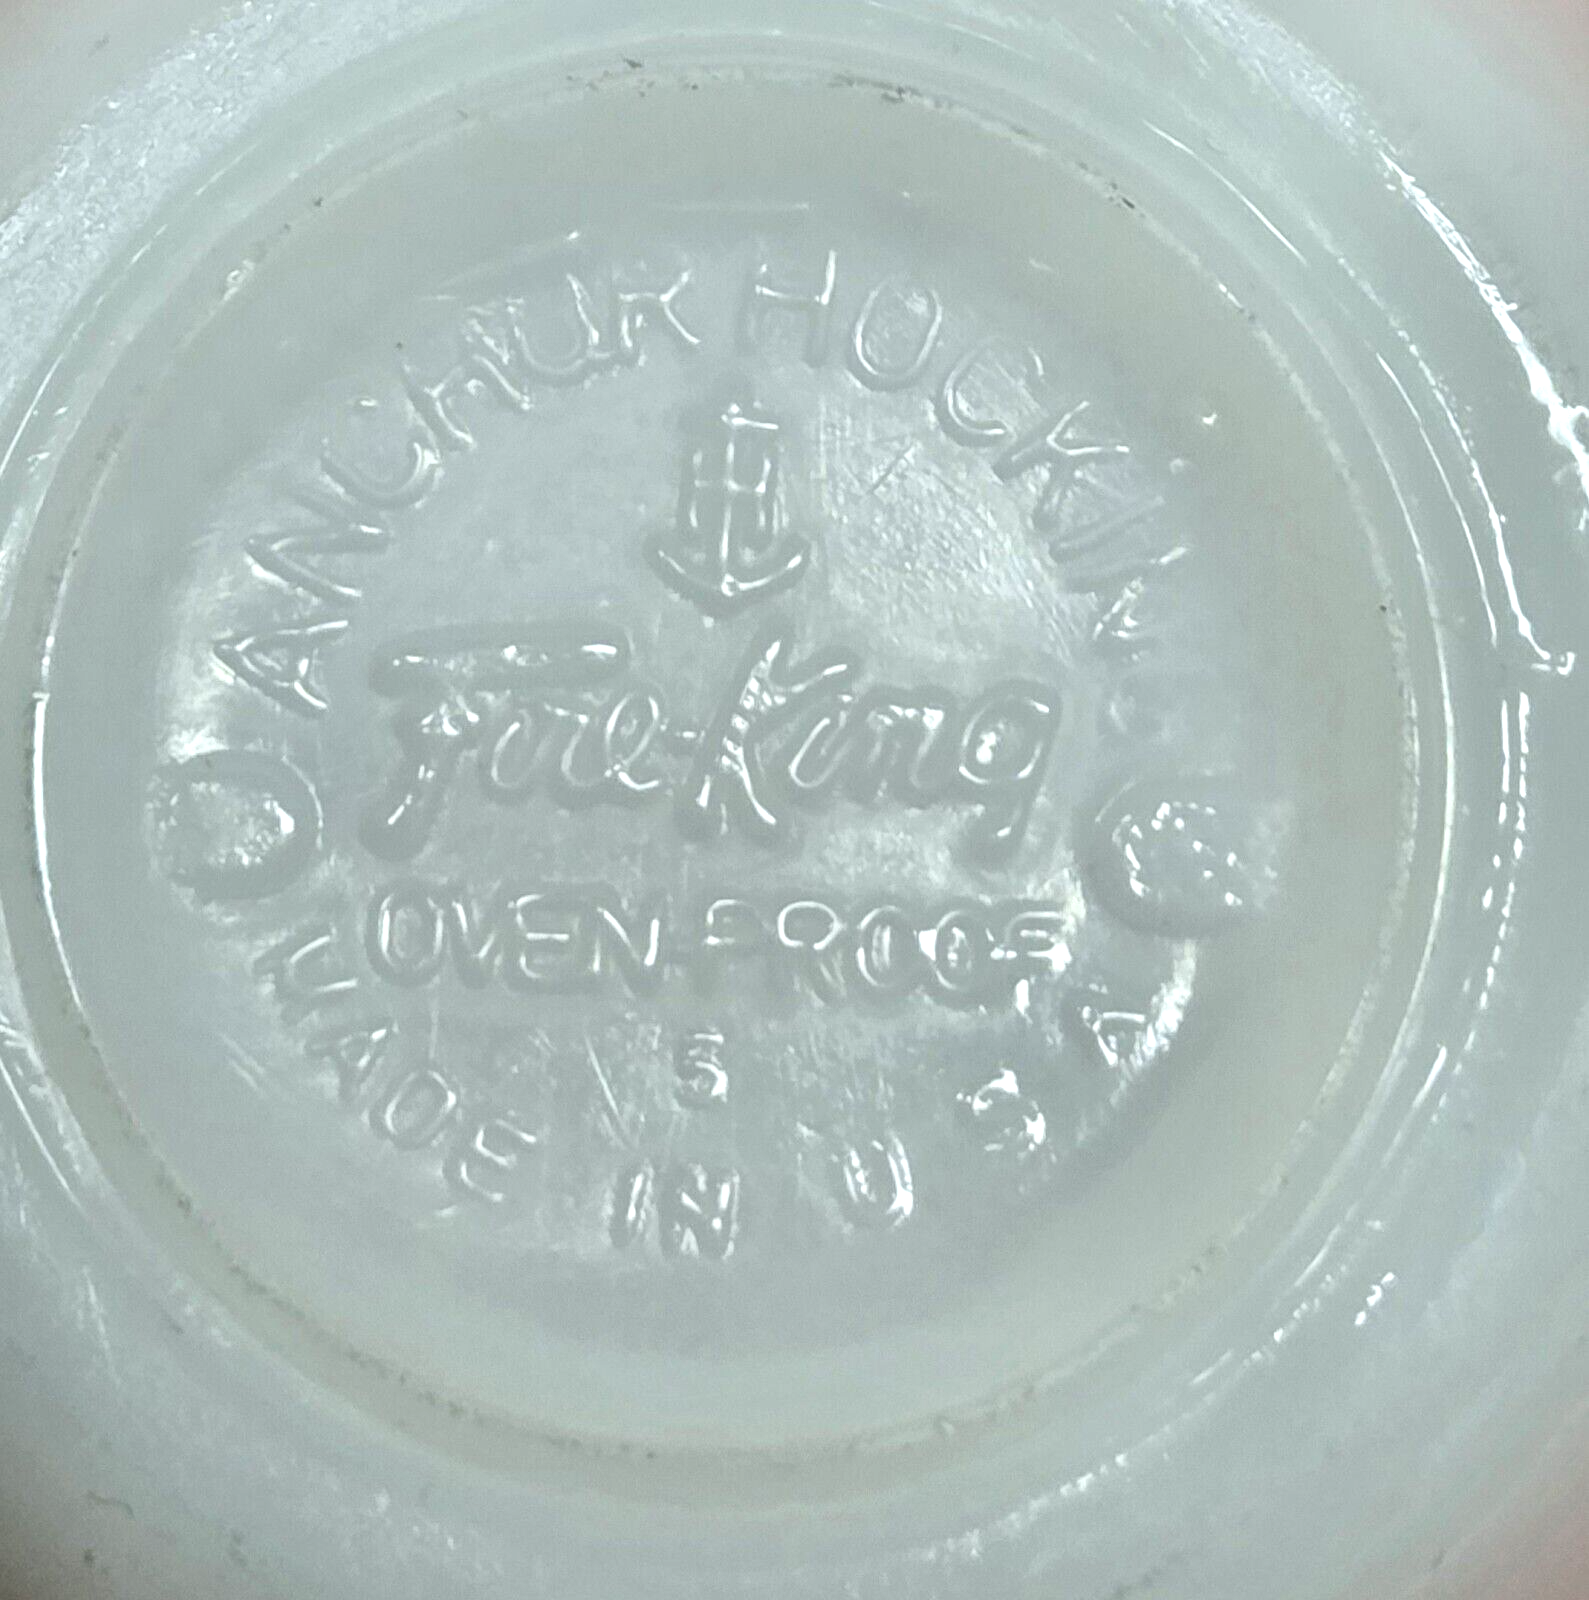 ANCHOR HOCKING
Fire-King
OVEN-PROOF
5
MADE IN U S A